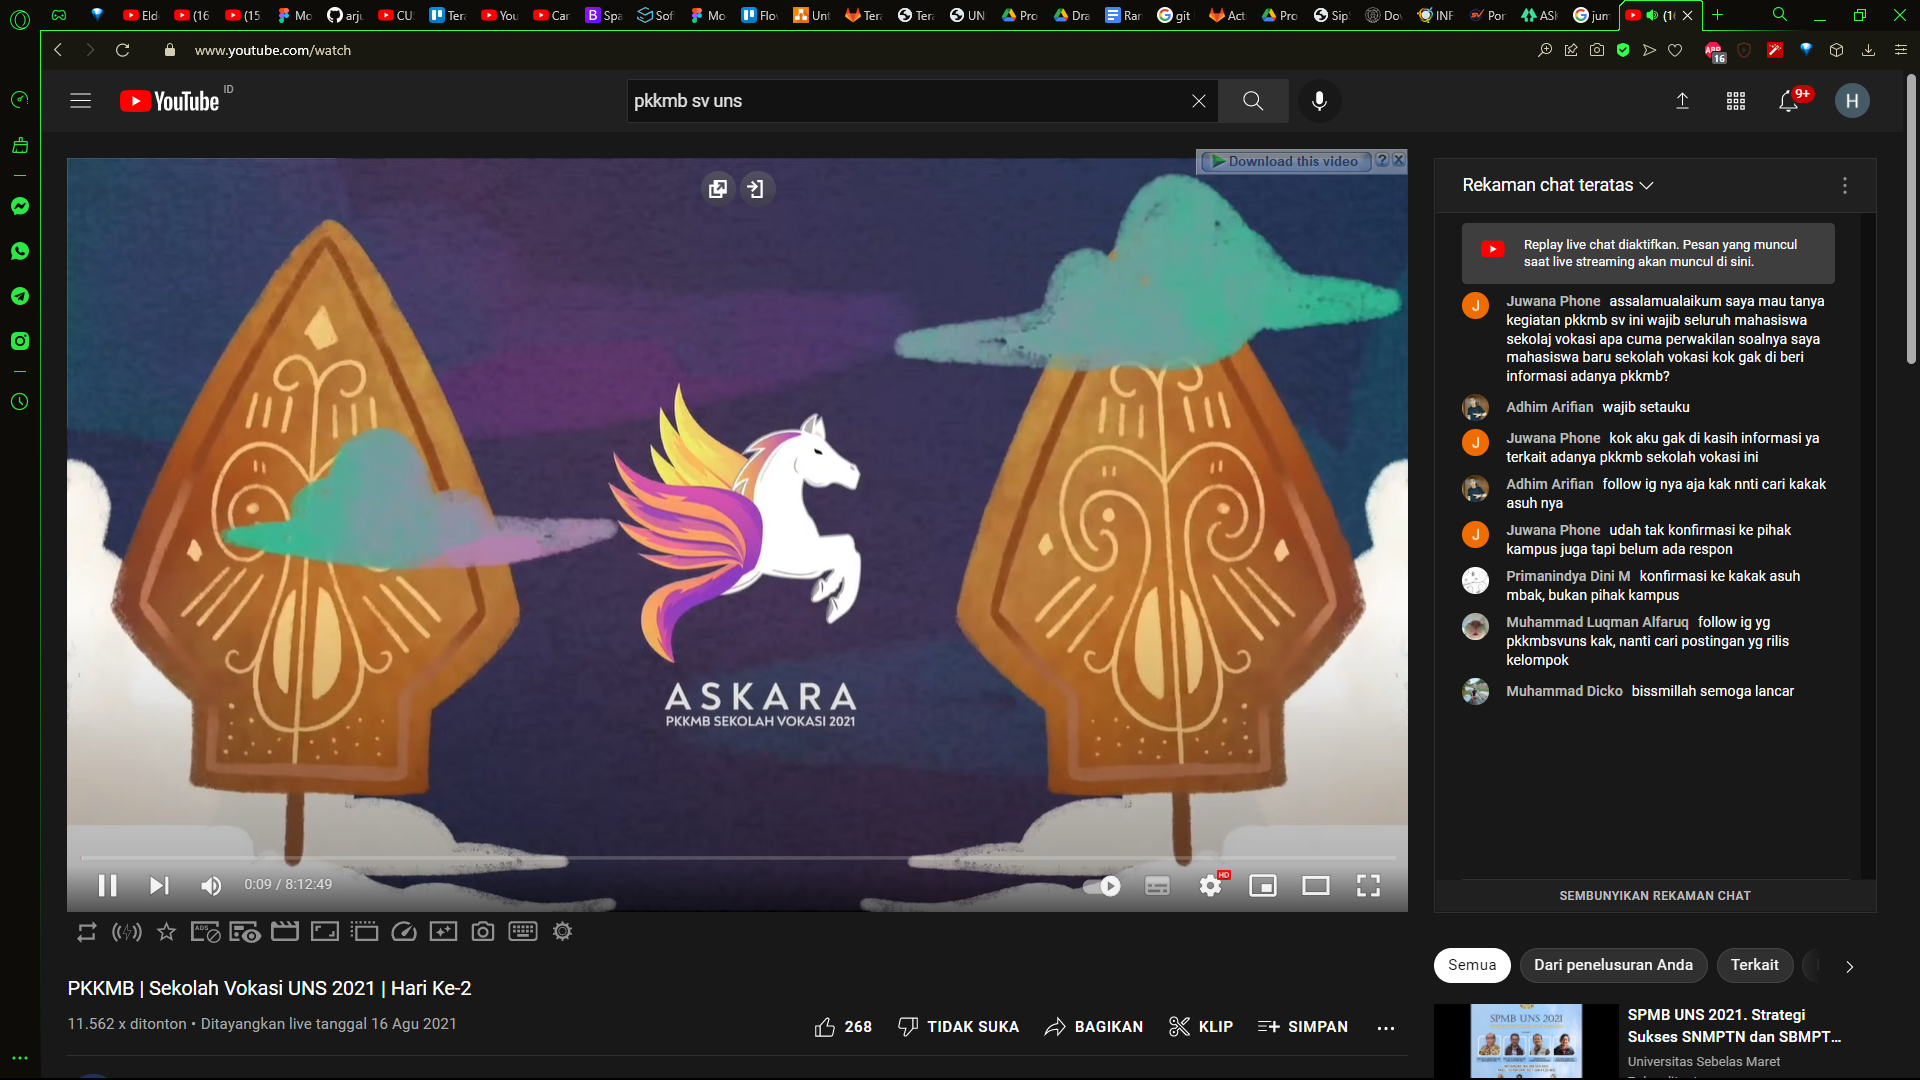 Eld
(16
(15
Mo
arju
CU
Tera
You
Car
Spa
Sof
Mo
Flov
Unt
Tera
Tera
UN
Pro
Dra
Ran
git
Act
Pro
Sip
Dov
INF
Por
ASK
jum
(16
www.youtube.com/watch
16
YouTube
ID
pkkmb sv uns
9+
H
Download this video
?
ASKARA
PKKMB SEKOLAH VOKASI 2021
0:09 / 8:12:49
HD
ADS
PKKMB | Sekolah Vokasi UNS 2021 | Hari Ke-2
11.562 x ditonton • Ditayangkan live tanggal 16 Agu 2021
268
TIDAK SUKA
BAGIKAN
KLIP
SIMPAN
Rekaman chat teratas
Replay live chat diaktifkan. Pesan yang muncul
saat live streaming akan muncul di sini.
J
Juwana Phone assalamualaikum saya mau tanya
kegiatan pkkmb sv ini wajib seluruh mahasiswa
sekolaj vokasi apa cuma perwakilan soalnya saya
mahasiswa baru sekolah vokasi kok gak di beri
informasi adanya pkkmb?
Adhim Arifian wajib setauku
J
Juwana Phone kok aku gak di kasih informasi ya
terkait adanya pkkmb sekolah vokasi ini
Adhim Arifian follow ig nya aja kak nnti cari kakak
asuh nya
J
Juwana Phone udah tak konfirmasi ke pihak
kampus juga tapi belum ada respon
Primanindya Dini M konfirmasi ke kakak asuh
mbak, bukan pihak kampus
Muhammad Luqman Alfaruq follow ig yg
pkkmbsvuns kak, nanti cari postingan yg rilis
kelompok
Muhammad Dicko bissmillah semoga lancar
SEMBUNYIKAN REKAMAN CHAT
Semua
Dari penelusuran Anda
Terkait
SPMB UNS 2021
SPMB UNS 2021. Strategi
Sukses SNMPTN dan SBMPT...
Universitas Sebelas Maret